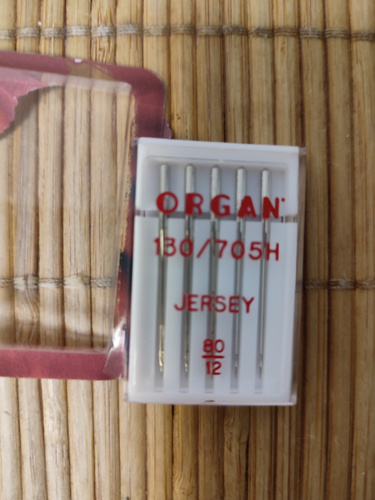 ORGAN
130/705H
JERSEY
80
12